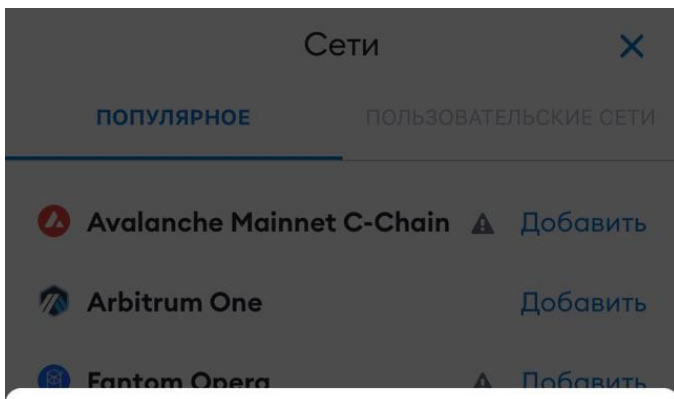 Сети
ПОПУЛЯРНОЕ ПОЛЬЗОВАТЕЛЬСКИЕ СЕТИ
Avalanche Mainnet C-Chain Добавить
Arbitrum One Добавить
Fantom Opera Добавить